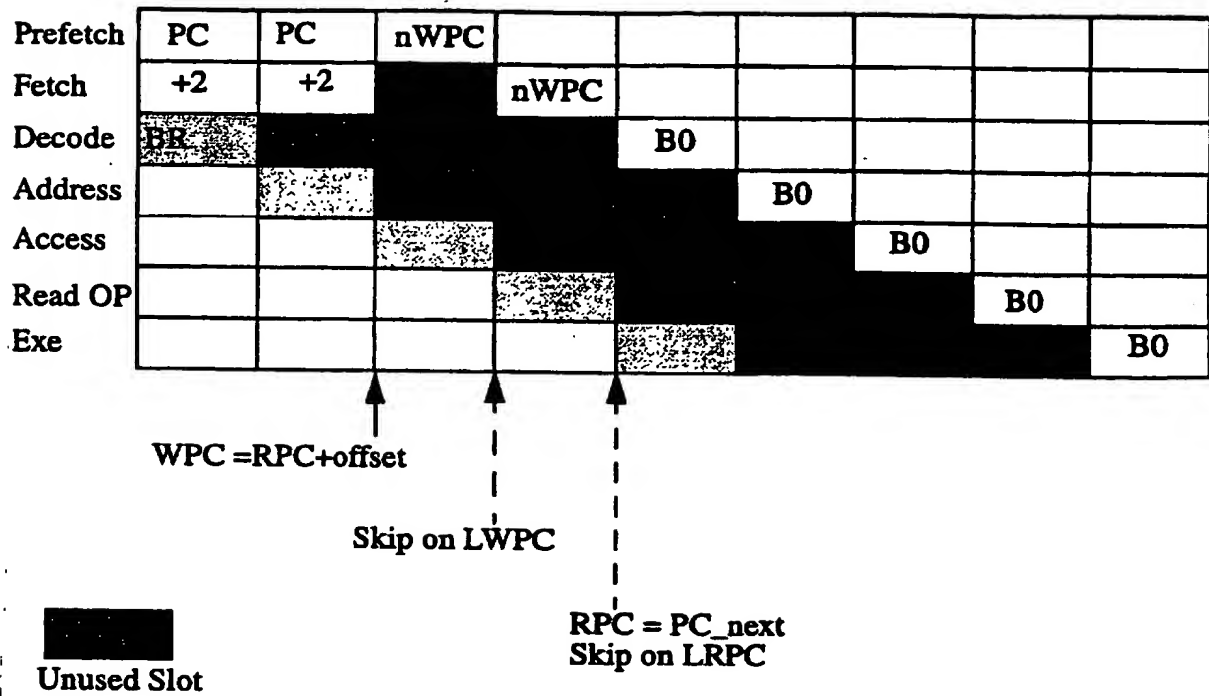 Prefetch PC PC nWPC
Fetch +2 +2 nWPC
Decode BR B0
Address B0
Access B0
Read OP B0
Exe B0
WPC =RPC+offset
Skip on LWPC
RPC = PC_next
Skip on LRPC
Unused Slot